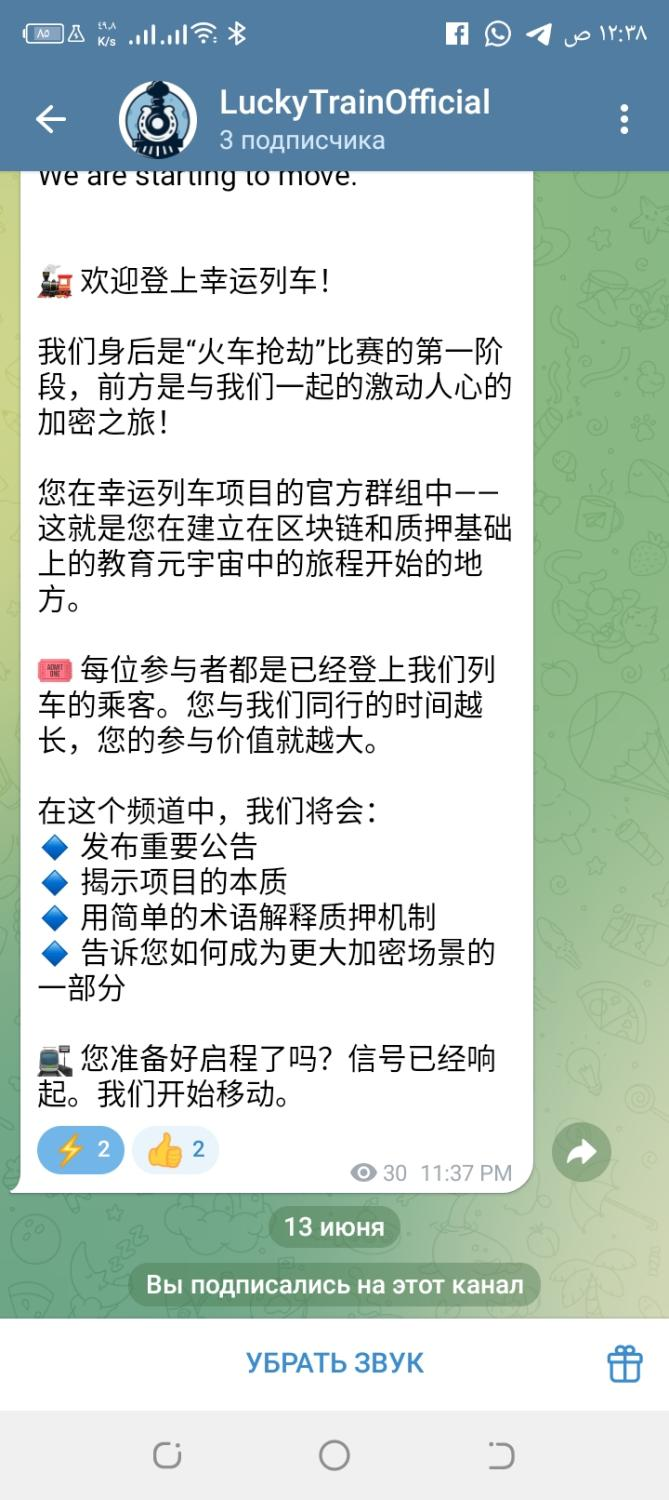 ٨٥ ٤٩,٨ K/s ١٢:٣٨ ص
LuckyTrainOfficial
3 подписчика
We are starting to move.
🚂 欢迎登上幸运列车！
我们身后是“火车抢劫”比赛的第一阶
段，前方是与我们一起的激动人心的
加密之旅！
您在幸运列车项目的官方群组中——
这就是您在建立在区块链和质押基础
上的教育元宇宙中的旅程开始的地
方。
🎟 每位参与者都是已经登上我们列
车的乘客。您与我们同行的时间越
长，您的参与价值就越大。
在这个频道中，我们将会：
🔹 发布重要公告
🔹 揭示项目的本质
🔹 用简单的术语解释质押机制
🔹 告诉您如何成为更大加密场景的
一部分
🚉 您准备好启程了吗？信号已经响
起。我们开始移动。
⚡ 2 👍 2
30 11:37 PM
13 июня
Вы подписались на этот канал
УБРАТЬ ЗВУК